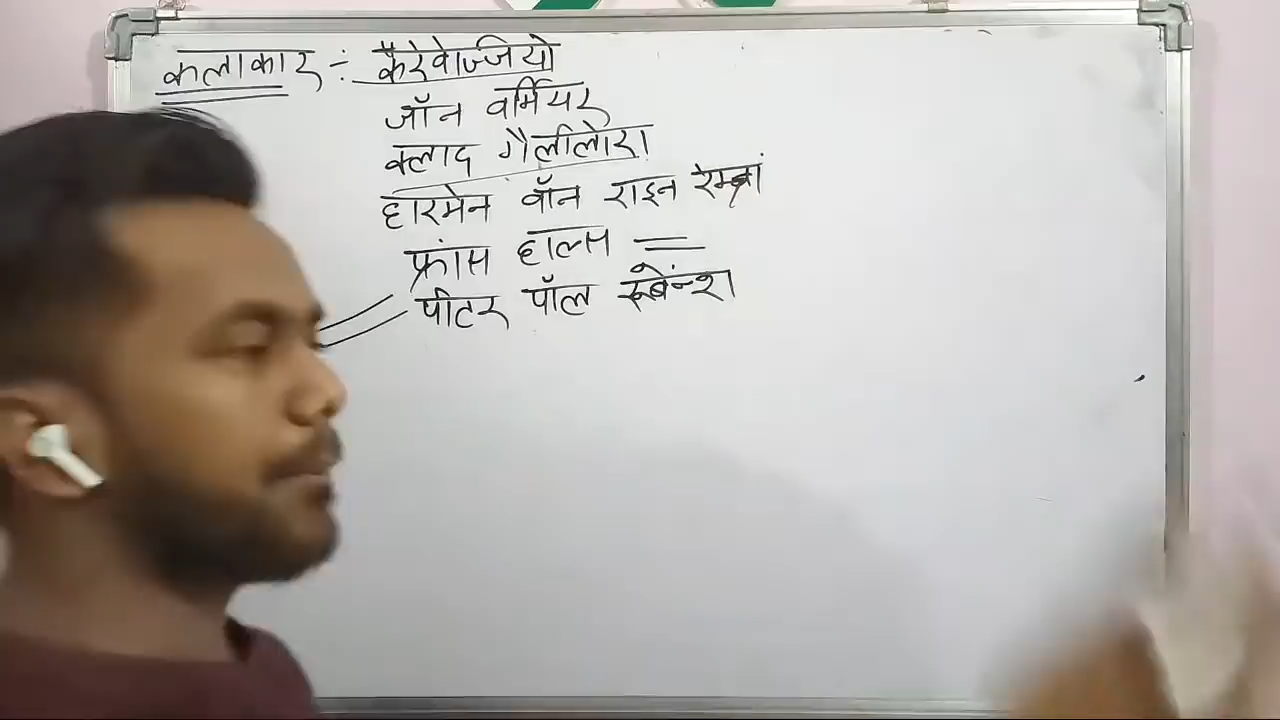 कलाकार :- कैरेवेज्जियो
जॉन वर्मियर
क्लाद गैलीलोरा
हारमेन वॉन राइन रेम्ब्रां
फ्रांस हाल्स
पीटर पॉल रूबेन्श